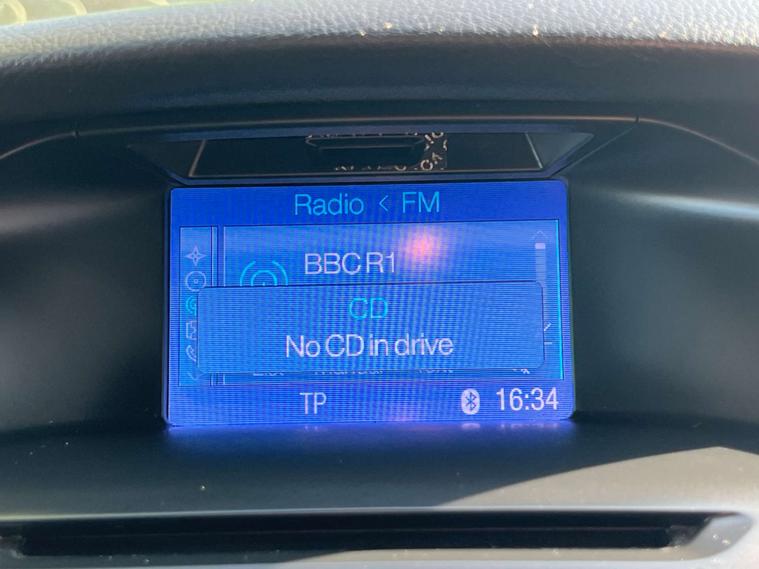 Radio < FM
BBC R1
CD
No CD in drive
TP
16:34